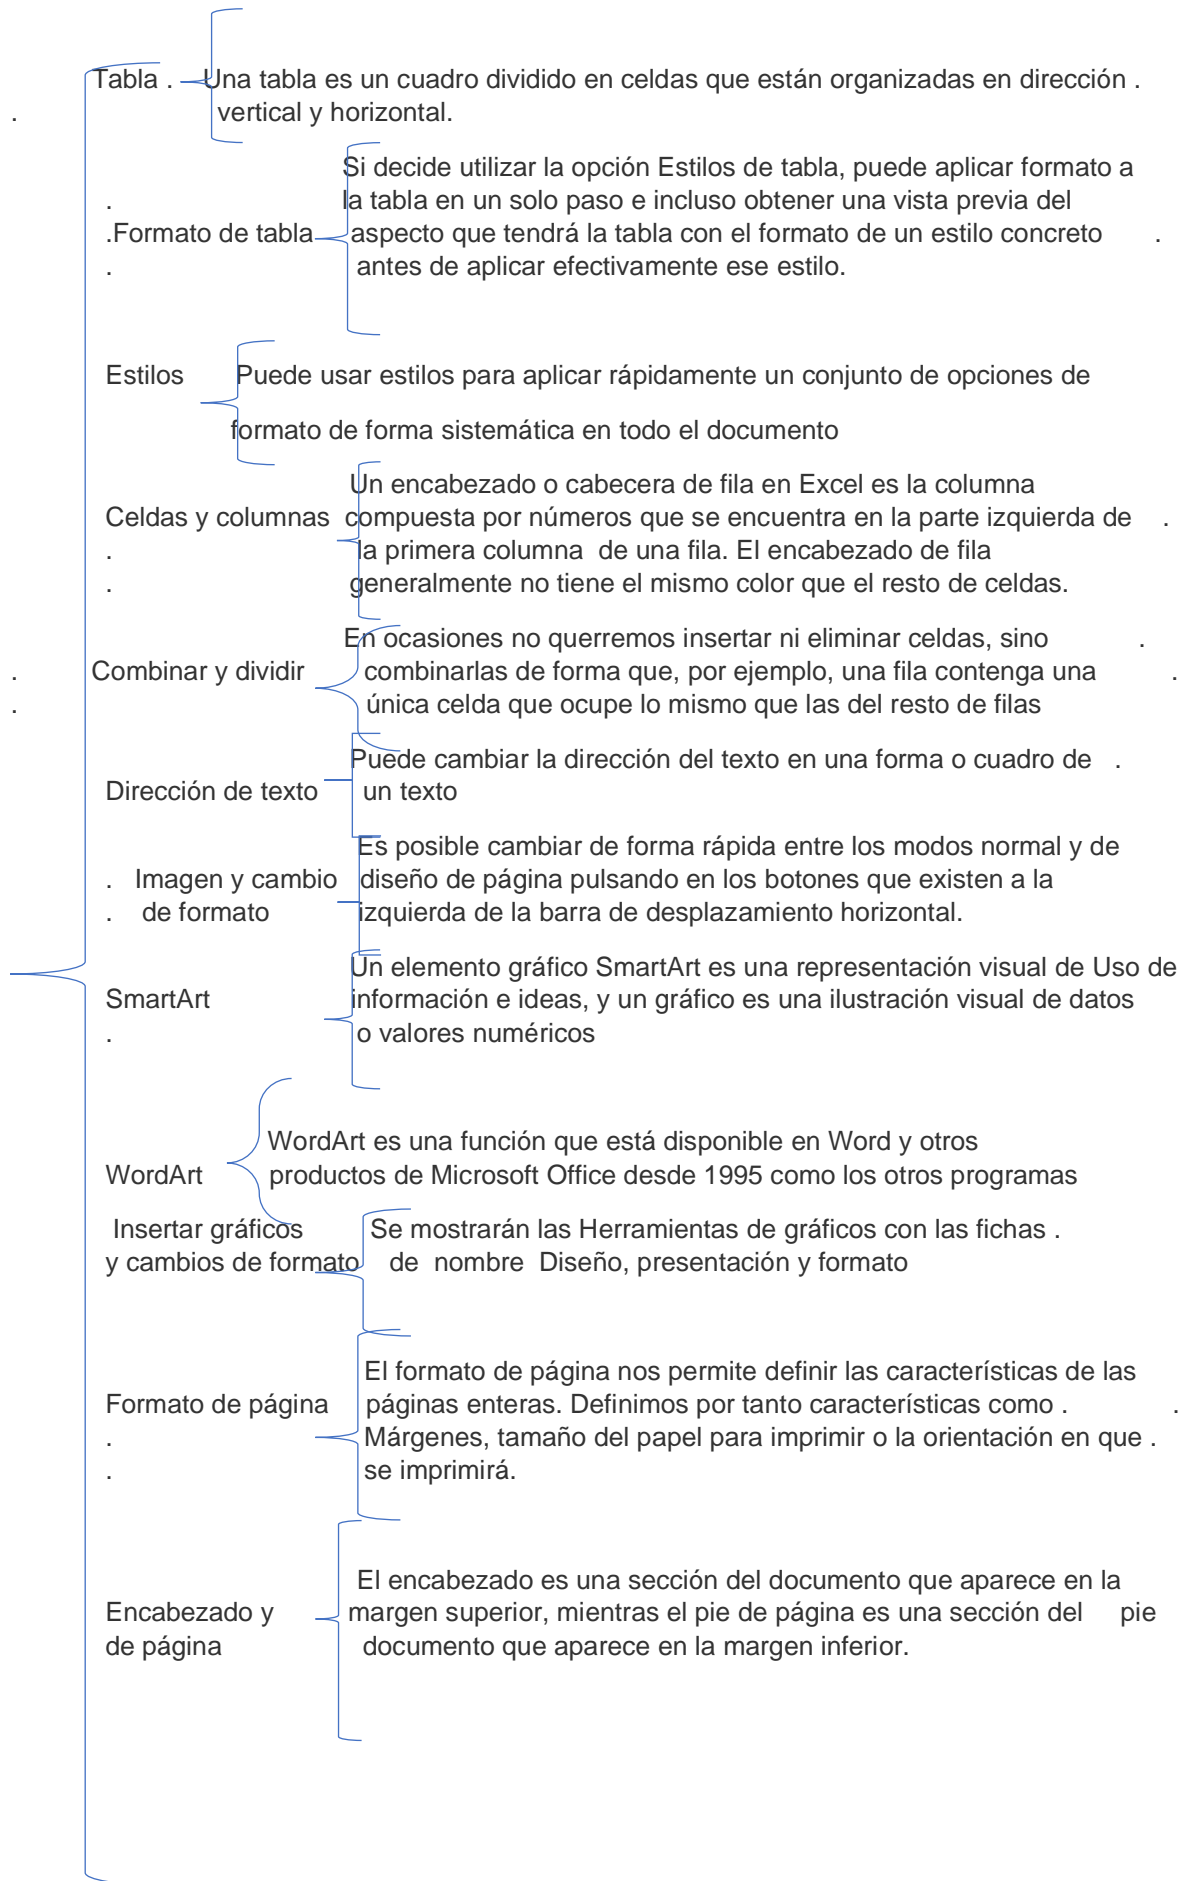 Tabla . Una tabla es un cuadro dividido en celdas que están organizadas en dirección .
. vertical y horizontal.
Si decide utilizar la opción Estilos de tabla, puede aplicar formato a
. la tabla en un solo paso e incluso obtener una vista previa del
.Formato de tabla aspecto que tendrá la tabla con el formato de un estilo concreto .
. antes de aplicar efectivamente ese estilo.
Estilos Puede usar estilos para aplicar rápidamente un conjunto de opciones de
formato de forma sistemática en todo el documento
Un encabezado o cabecera de fila en Excel es la columna
Celdas y columnas compuesta por números que se encuentra en la parte izquierda de .
. la primera columna de una fila. El encabezado de fila
. generalmente no tiene el mismo color que el resto de celdas.
En ocasiones no querremos insertar ni eliminar celdas, sino .
. Combinar y dividir combinarlas de forma que, por ejemplo, una fila contenga una .
. única celda que ocupe lo mismo que las del resto de filas
Puede cambiar la dirección del texto en una forma o cuadro de .
Dirección de texto un texto
Es posible cambiar de forma rápida entre los modos normal y de
. Imagen y cambio diseño de página pulsando en los botones que existen a la
. de formato izquierda de la barra de desplazamiento horizontal.
Un elemento gráfico SmartArt es una representación visual de Uso de
SmartArt información e ideas, y un gráfico es una ilustración visual de datos
. o valores numéricos
WordArt es una función que está disponible en Word y otros
WordArt productos de Microsoft Office desde 1995 como los otros programas
Insertar gráficos Se mostrarán las Herramientas de gráficos con las fichas .
y cambios de formato de nombre Diseño, presentación y formato
El formato de página nos permite definir las características de las
Formato de página páginas enteras. Definimos por tanto características como . .
. Márgenes, tamaño del papel para imprimir o la orientación en que .
. se imprimirá.
El encabezado es una sección del documento que aparece en la
Encabezado y margen superior, mientras el pie de página es una sección del pie
de página documento que aparece en la margen inferior.